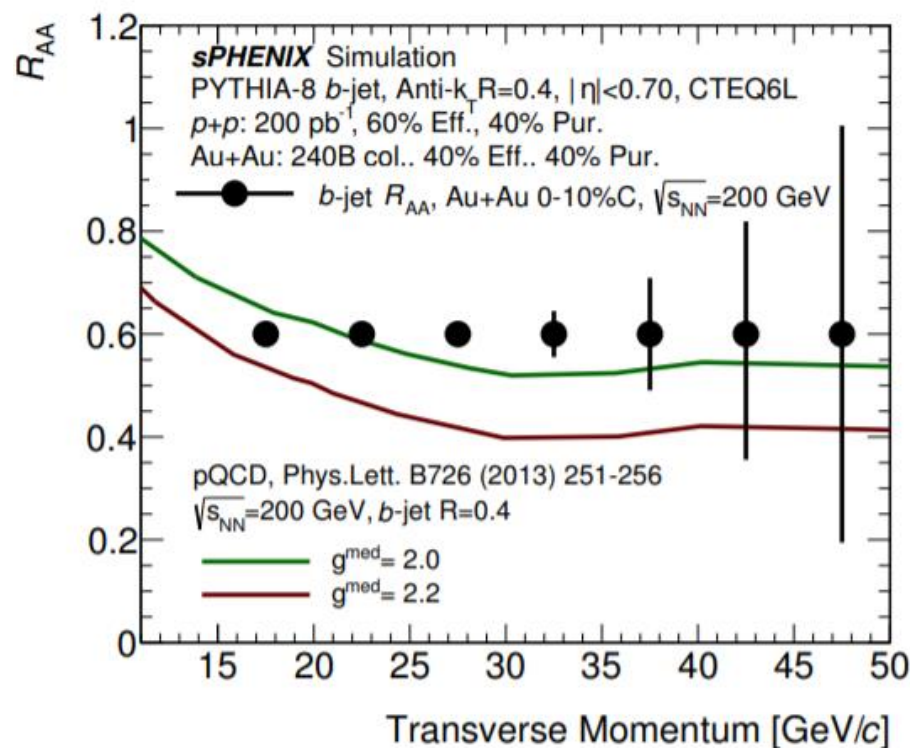 R_AA
1.2
1
0.8
0.6
0.4
0.2
0
sPHENIX Simulation
PYTHIA-8 b-jet, Anti-k_T R=0.4, |η|<0.70, CTEQ6L
p+p: 200 pb⁻¹, 60% Eff., 40% Pur.
Au+Au: 240B col.. 40% Eff.. 40% Pur.
b-jet R_AA, Au+Au 0-10%C, √s_NN=200 GeV
pQCD, Phys.Lett. B726 (2013) 251-256
√s_NN=200 GeV, b-jet R=0.4
g^med= 2.0
g^med= 2.2
15 20 25 30 35 40 45 50
Transverse Momentum [GeV/c]